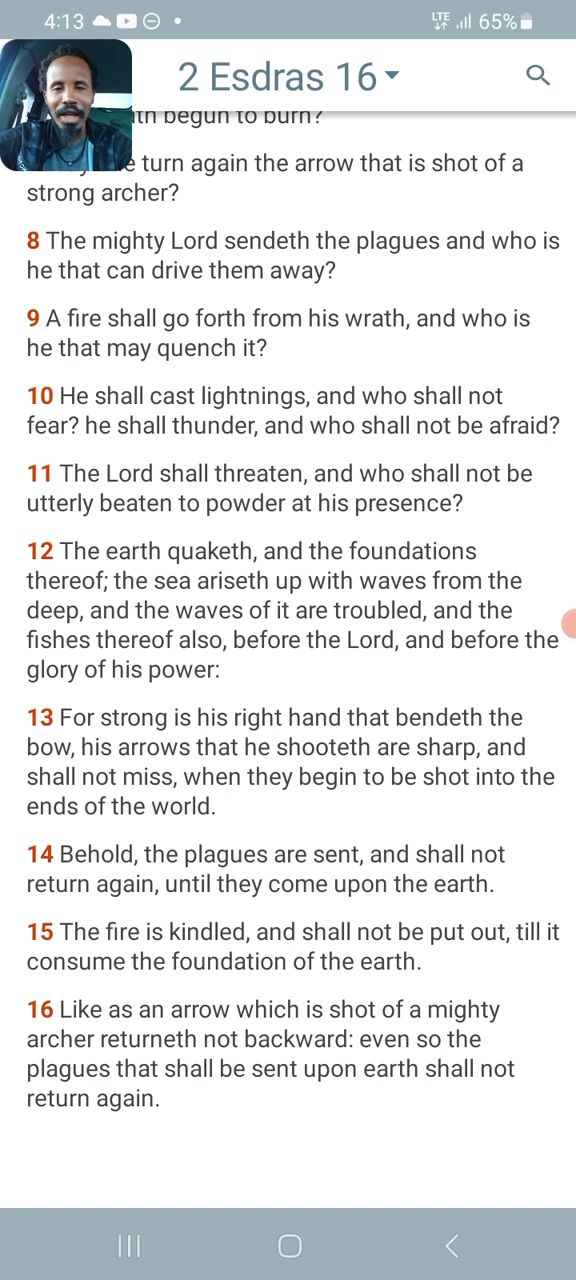 4:13
LTE
65%
2 Esdras 16
begun to burn?
turn again the arrow that is shot of a
strong archer?
8 The mighty Lord sendeth the plagues and who is
he that can drive them away?
9 A fire shall go forth from his wrath, and who is
he that may quench it?
10 He shall cast lightnings, and who shall not
fear? he shall thunder, and who shall not be afraid?
11 The Lord shall threaten, and who shall not be
utterly beaten to powder at his presence?
12 The earth quaketh, and the foundations
thereof; the sea ariseth up with waves from the
deep, and the waves of it are troubled, and the
fishes thereof also, before the Lord, and before the
glory of his power:
13 For strong is his right hand that bendeth the
bow, his arrows that he shooteth are sharp, and
shall not miss, when they begin to be shot into the
ends of the world.
14 Behold, the plagues are sent, and shall not
return again, until they come upon the earth.
15 The fire is kindled, and shall not be put out, till it
consume the foundation of the earth.
16 Like as an arrow which is shot of a mighty
archer returneth not backward: even so the
plagues that shall be sent upon earth shall not
return again.